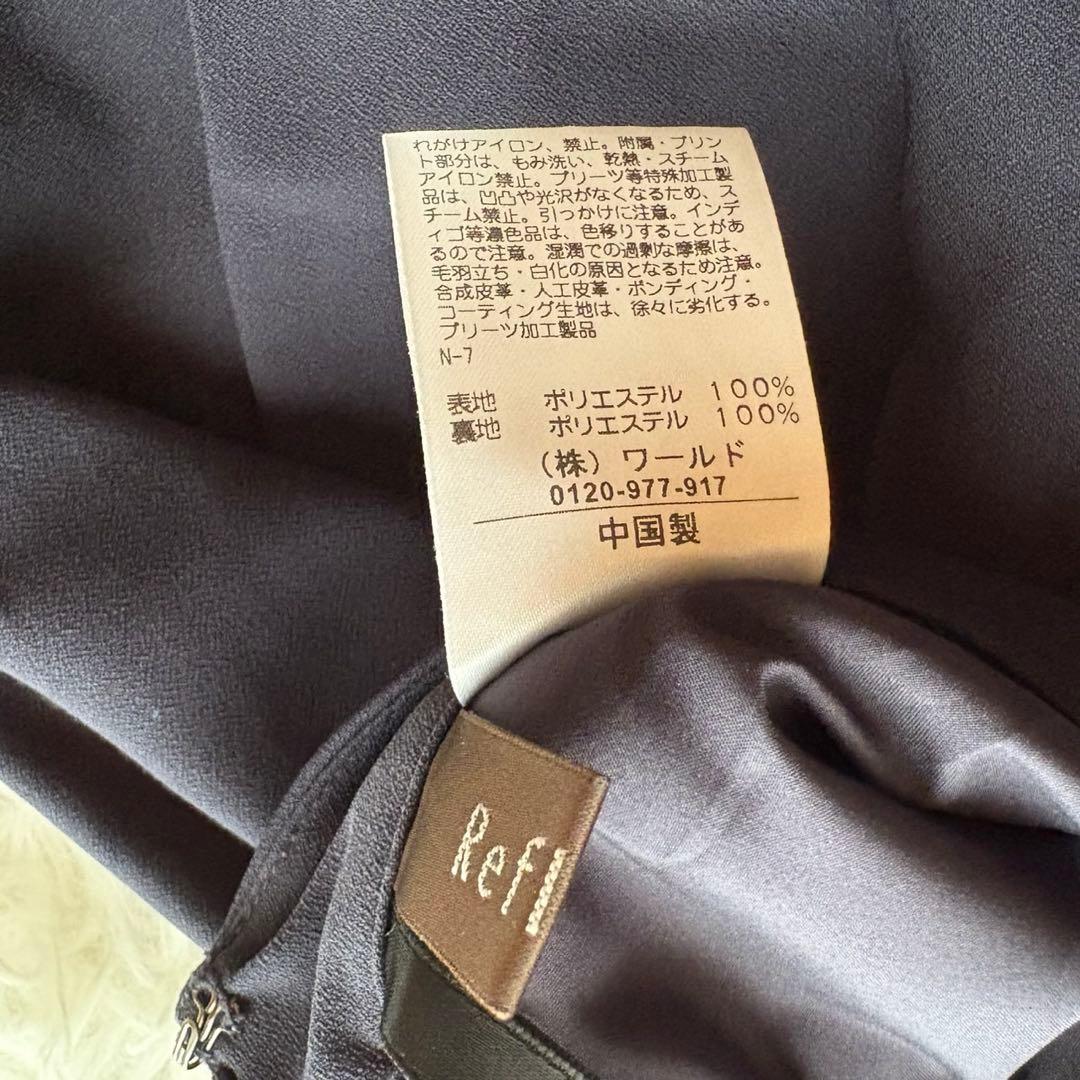 れがけアイロン、禁止。附属・プリン
ト部分は、もみ洗い、乾熱・スチーム
アイロン禁止。プリーツ等特殊加工製
品は、凹凸や光沢がなくなるため、ス
チーム禁止。引っかけに注意。インデ
ィゴ等濃色品は、色移りすることがあ
るので注意。湿潤での過剰な摩擦は、
毛羽立ち・白化の原因となるため注意。
合成皮革・人工皮革・ボンディング・
コーティング生地は、徐々に劣化する。
プリーツ加工製品
N-7
表地 ポリエステル 100%
裏地 ポリエステル 100%
(株) ワールド
0120-977-917
中国製
Refl